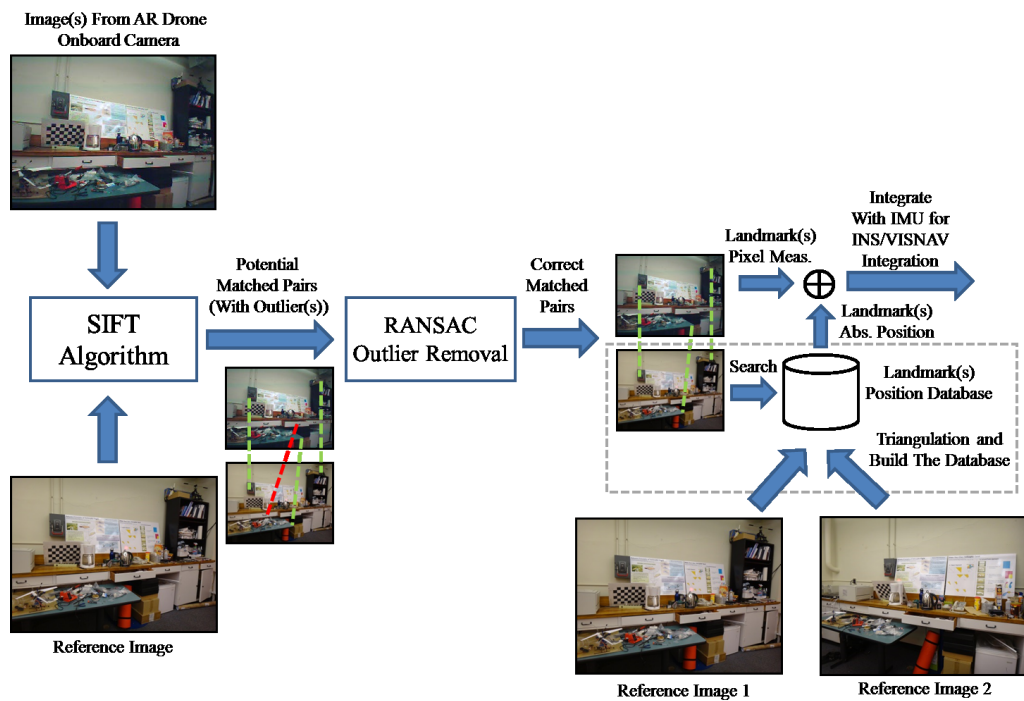 Image(s) From AR Drone
Onboard Camera
SIFT
Algorithm
Reference Image
Potential
Matched Pairs
(With Outlier(s))
RANSAC
Outlier Removal
Correct
Matched
Pairs
Landmark(s)
Pixel Meas.
Integrate
With IMU for
INS/VISNAV
Integration
Landmark(s)
Abs. Position
Search
Landmark(s)
Position Database
Triangulation and
Build The Database
Reference Image 1
Reference Image 2